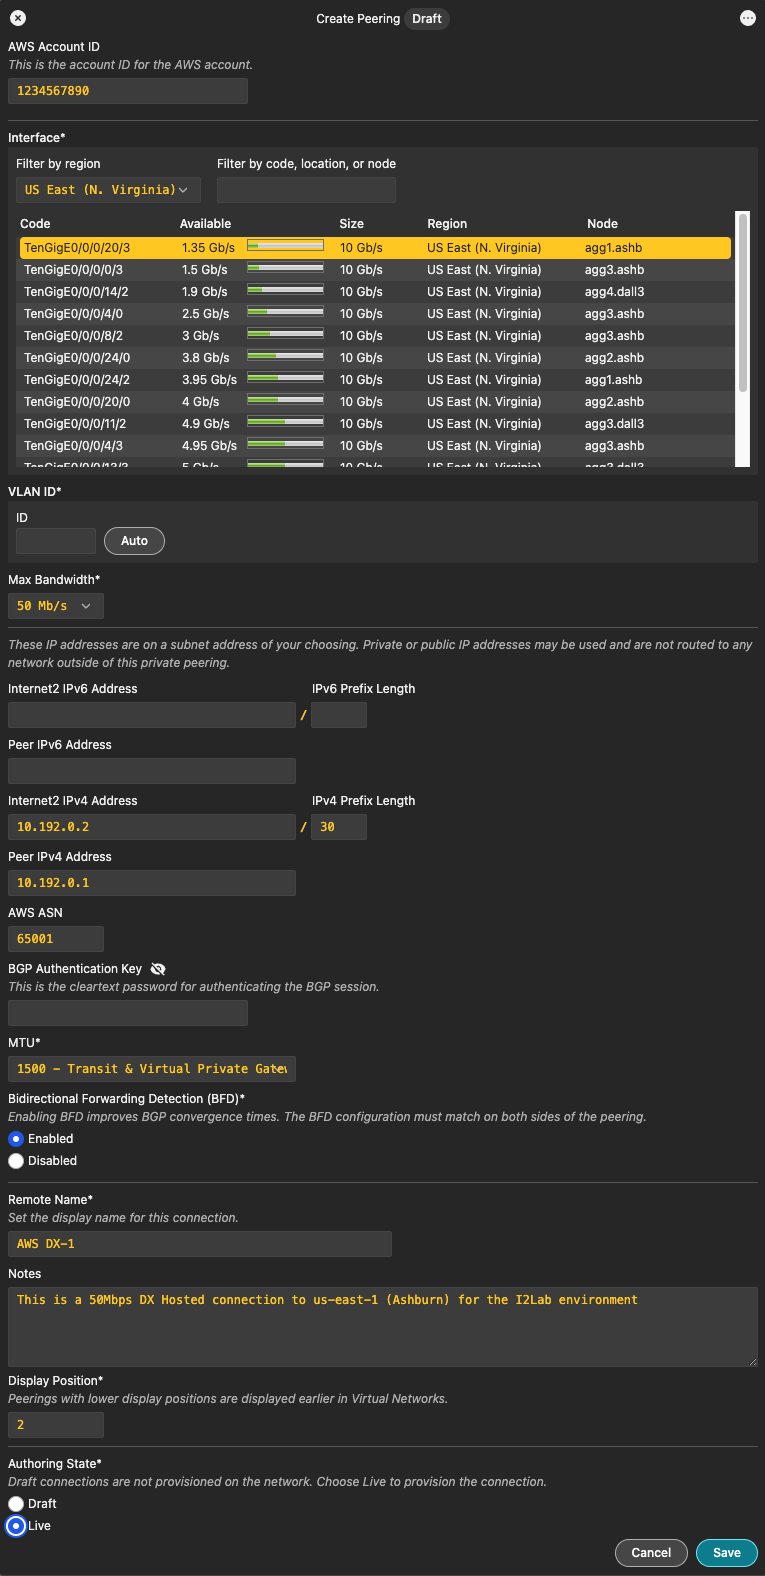 Create Peering Draft
AWS Account ID
This is the account ID for the AWS account.
1234567890
Interface*
Filter by region Filter by code, location, or node
US East (N. Virginia)
Code Available Size Region Node
TenGigE0/0/0/20/3 1.35 Gb/s 10 Gb/s US East (N. Virginia) agg1.ashb
TenGigE0/0/0/0/3 1.5 Gb/s 10 Gb/s US East (N. Virginia) agg3.ashb
TenGigE0/0/0/14/2 1.9 Gb/s 10 Gb/s US East (N. Virginia) agg4.dall3
TenGigE0/0/0/4/0 2.5 Gb/s 10 Gb/s US East (N. Virginia) agg3.ashb
TenGigE0/0/0/8/2 3 Gb/s 10 Gb/s US East (N. Virginia) agg3.ashb
TenGigE0/0/0/24/0 3.8 Gb/s 10 Gb/s US East (N. Virginia) agg2.ashb
TenGigE0/0/0/24/2 3.95 Gb/s 10 Gb/s US East (N. Virginia) agg1.ashb
TenGigE0/0/0/20/0 4 Gb/s 10 Gb/s US East (N. Virginia) agg2.ashb
TenGigE0/0/0/11/2 4.9 Gb/s 10 Gb/s US East (N. Virginia) agg3.dall3
TenGigE0/0/0/4/3 4.95 Gb/s 10 Gb/s US East (N. Virginia) agg3.ashb
5 Gb/s 10 Gb/s US East (N. Virginia) agg3.dall3
VLAN ID*
ID
Auto
Max Bandwidth*
50 Mb/s
These IP addresses are on a subnet address of your choosing. Private or public IP addresses may be used and are not routed to any
network outside of this private peering.
Internet2 IPv6 Address IPv6 Prefix Length
/
Peer IPv6 Address
Internet2 IPv4 Address IPv4 Prefix Length
10.192.0.2 / 30
Peer IPv4 Address
10.192.0.1
AWS ASN
65001
BGP Authentication Key
This is the cleartext password for authenticating the BGP session.
MTU*
1500 - Transit & Virtual Private Gatew
Bidirectional Forwarding Detection (BFD)*
Enabling BFD improves BGP convergence times. The BFD configuration must match on both sides of the peering.
Enabled
Disabled
Remote Name*
Set the display name for this connection.
AWS DX-1
Notes
This is a 50Mbps DX Hosted connection to us-east-1 (Ashburn) for the I2Lab environment
Display Position*
Peerings with lower display positions are displayed earlier in Virtual Networks.
2
Authoring State*
Draft connections are not provisioned on the network. Choose Live to provision the connection.
Draft
Live
Cancel Save